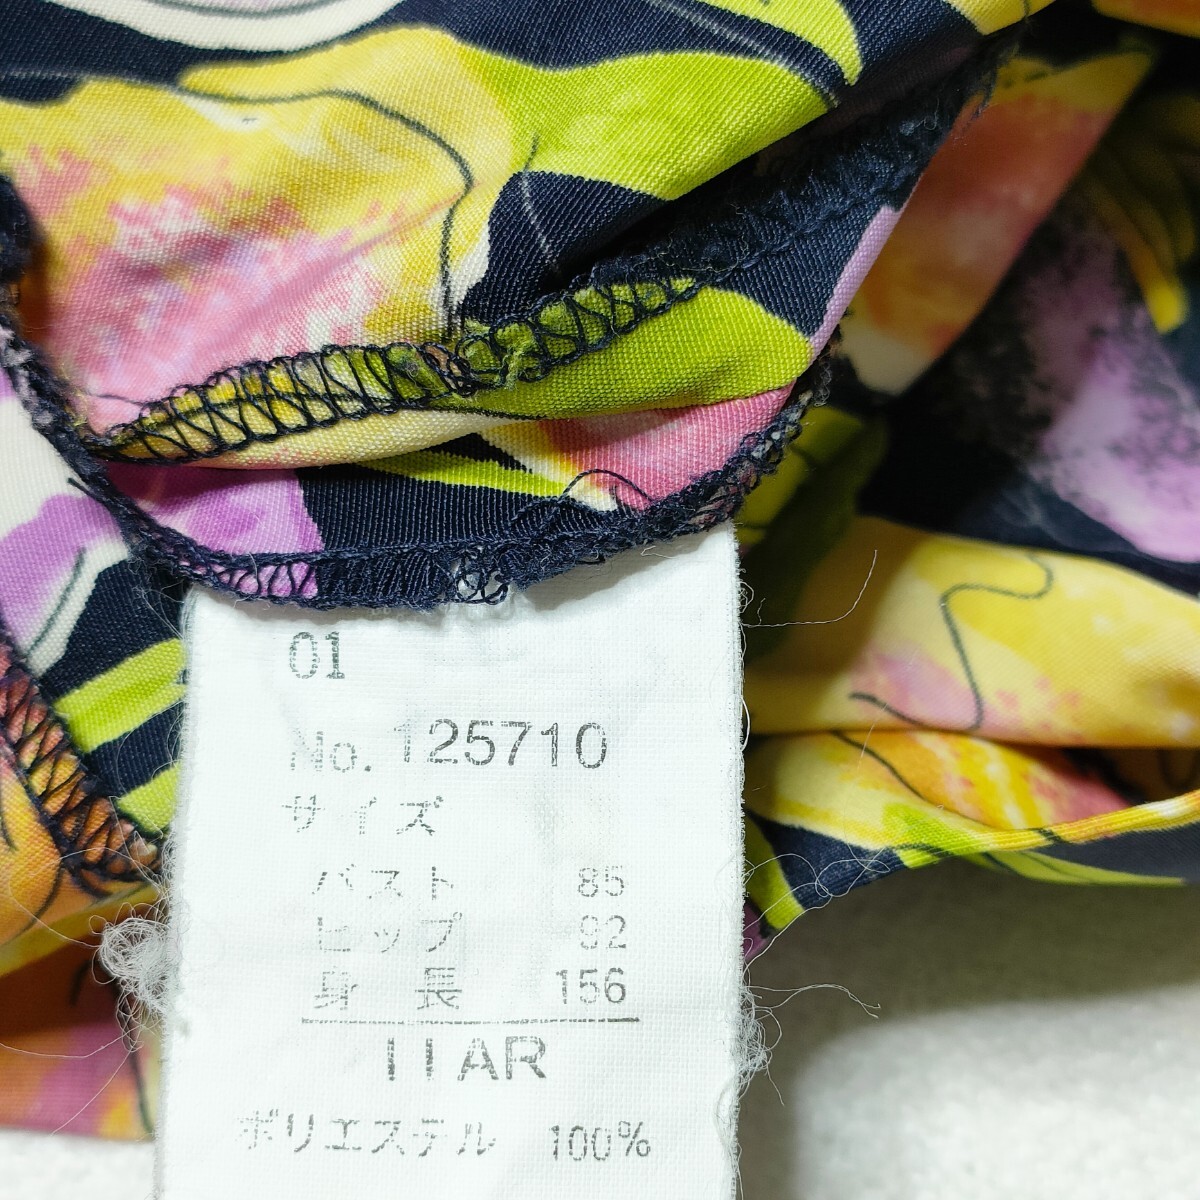 01
No. 125710
サイズ
バスト 85
ヒップ 92
身長 156
11AR
ポリエステル 100%